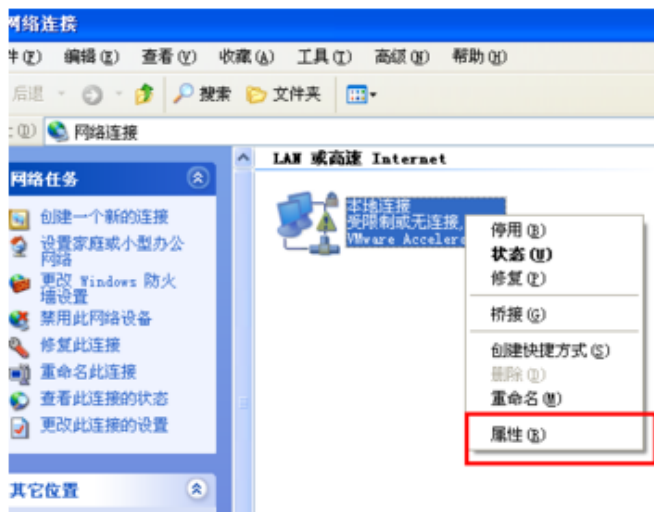 网络连接
件(F) 编辑(E) 查看(V) 收藏(A) 工具(T) 高级(N) 帮助(H)
后退 搜索 文件夹
(D) 网络连接
网络任务
创建一个新的连接
设置家庭或小型办公
网络
更改 Windows 防火
墙设置
禁用此网络设备
修复此连接
重命名此连接
查看此连接的状态
更改此连接的设置
其它位置
LAN 或高速 Internet
本地连接
受限制或无连接,
VMware Accelera
停用(B)
状态(U)
修复(P)
桥接(G)
创建快捷方式(S)
删除(D)
重命名(M)
属性(R)